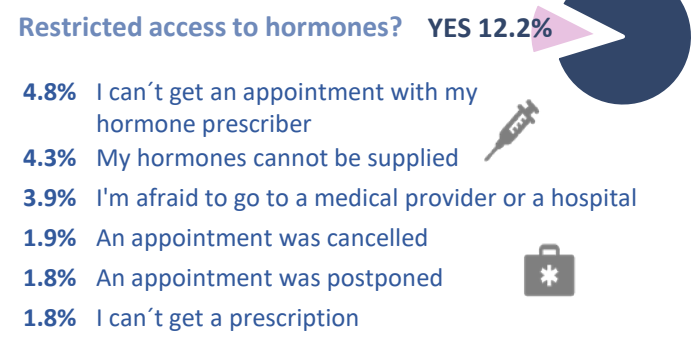 Restricted access to hormones? YES 12.2%
4.8% I can´t get an appointment with my
hormone prescriber
4.3% My hormones cannot be supplied
3.9% I'm afraid to go to a medical provider or a hospital
1.9% An appointment was cancelled
1.8% An appointment was postponed
1.8% I can´t get a prescription